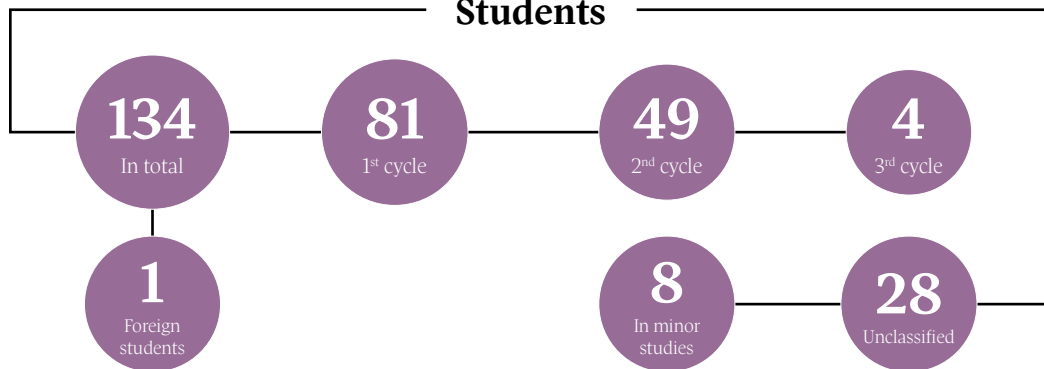 Students
134
In total
81
1st cycle
49
2nd cycle
4
3rd cycle
1
Foreign
students
8
In minor
studies
28
Unclassified